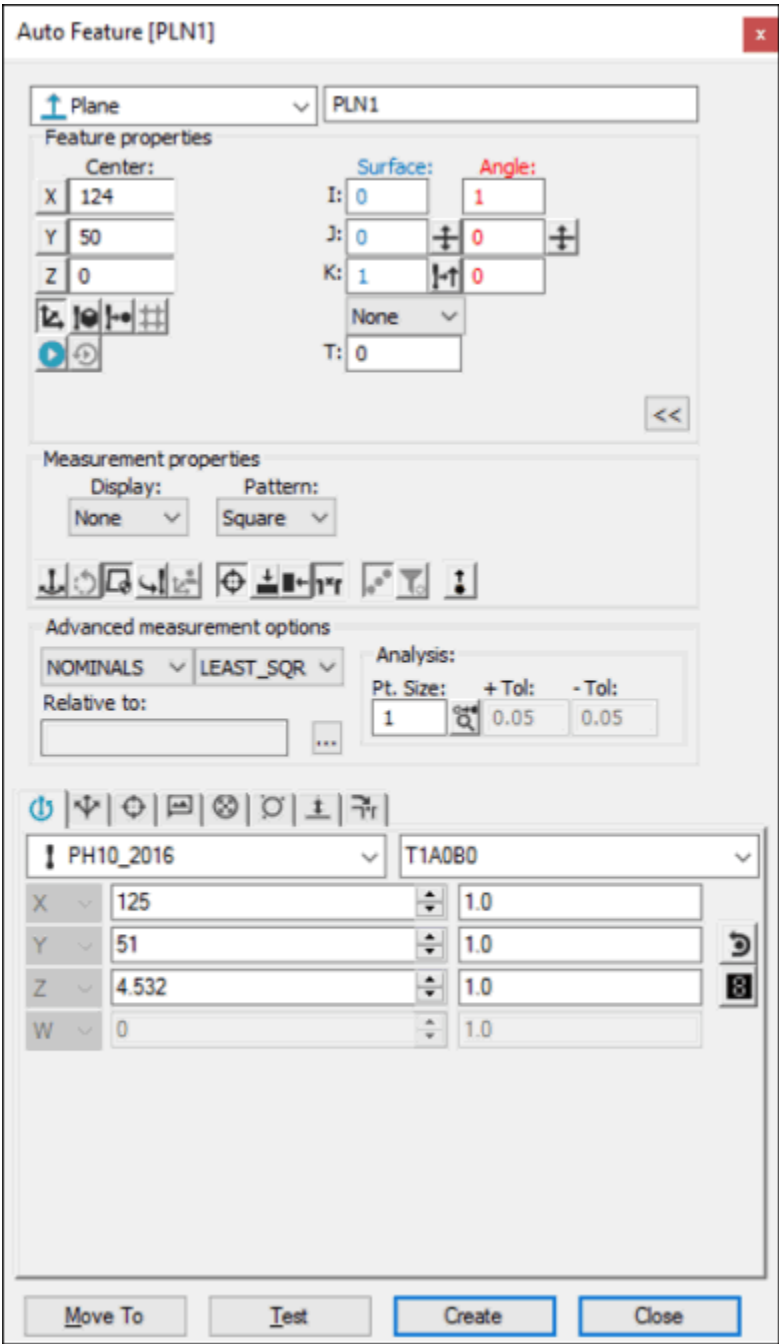 Auto Feature [PLN1]
x
Plane PLN1
Feature properties
Center: Surface: Angle:
X 124 I: 0 1
Y 50 J: 0 0
Z 0 K: 1 0
None
T: 0
<<
Measurement properties
Display: Pattern:
None Square
Advanced measurement options
NOMINALS LEAST_SQR Analysis:
Relative to: Pt. Size: + Tol: - Tol:
1 0.05 0.05
...
PH10_2016 T1A0B0
X 125 1.0
Y 51 1.0
Z 4.532 1.0
8
W 0 1.0
Move To Test Create Close